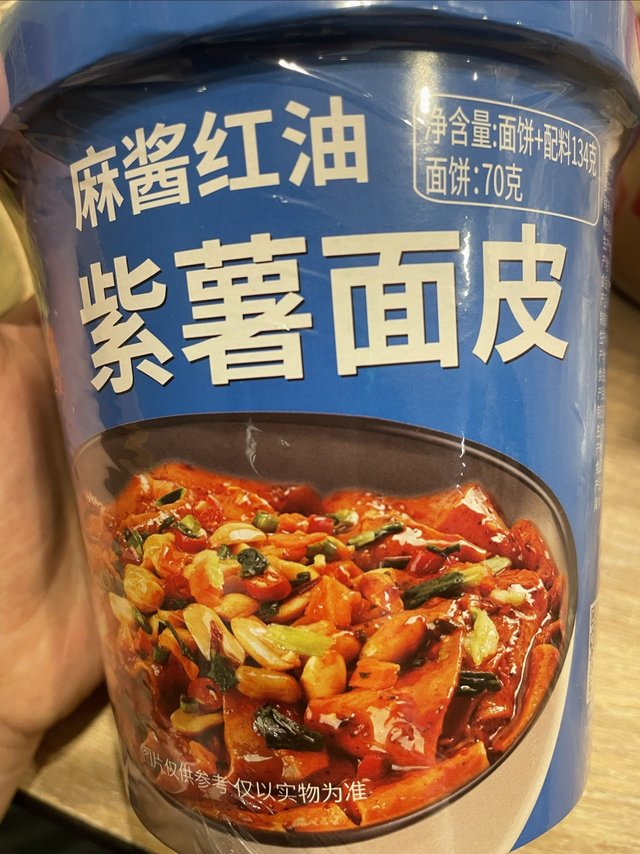 麻酱红油
净含量:面饼+配料134克
面饼:70克
紫薯面皮
图片仅供参考 仅以实物为准